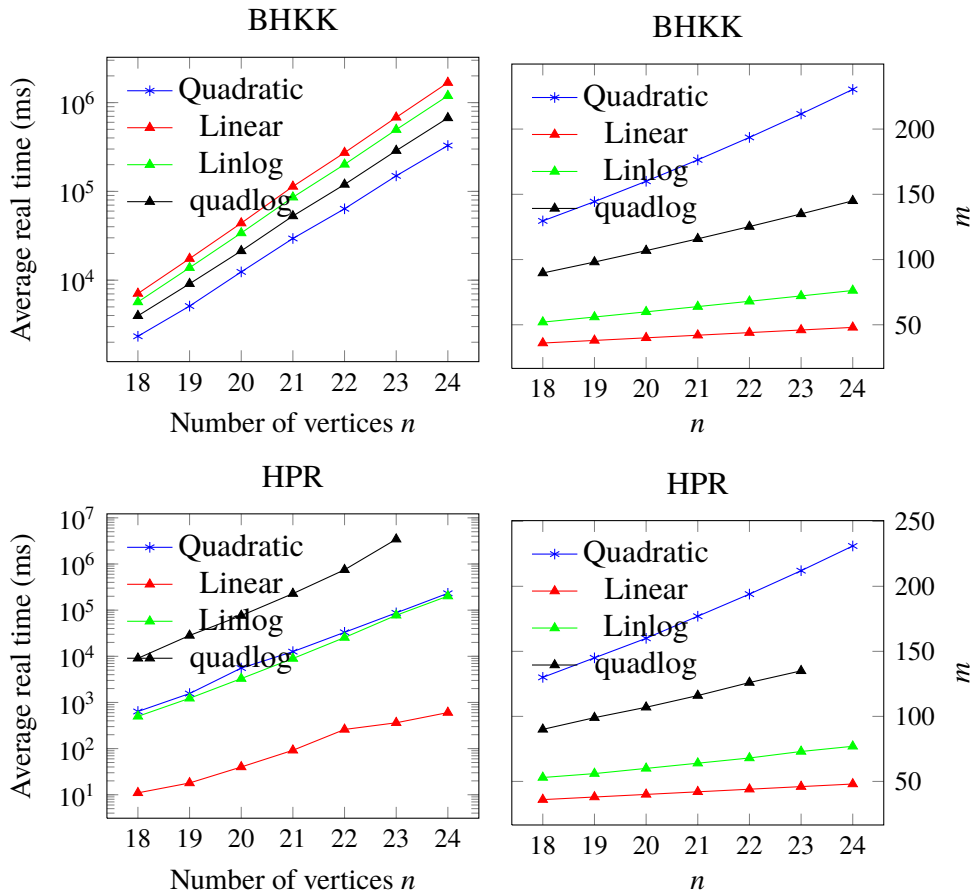 BHKK
Average real time (ms)
10^6
10^5
10^4
Quadratic
Linear
Linlog
quadlog
18 19 20 21 22 23 24
Number of vertices n
BHKK
Quadratic
Linear
Linlog
quadlog
200
150
100
50
m
18 19 20 21 22 23 24
n
HPR
Average real time (ms)
10^7
10^6
10^5
10^4
10^3
10^2
10^1
Quadratic
Linear
Linlog
quadlog
18 19 20 21 22 23 24
Number of vertices n
HPR
Quadratic
Linear
Linlog
quadlog
250
200
150
100
50
m
18 19 20 21 22 23 24
n